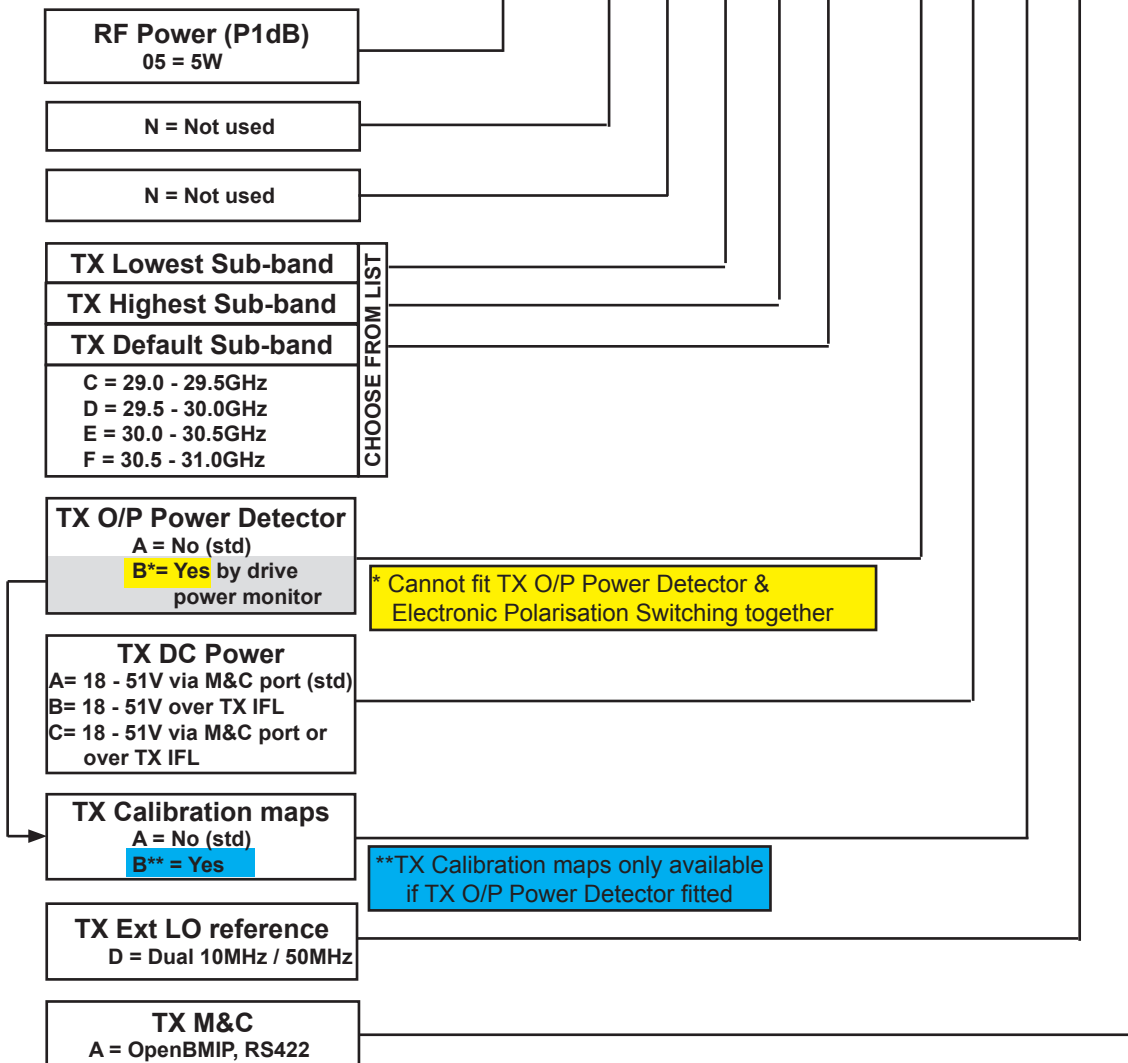 RF Power (P1dB)
05 = 5W
N = Not used
N = Not used
TX Lowest Sub-band
TX Highest Sub-band
TX Default Sub-band
CHOOSE FROM LIST
C = 29.0 - 29.5GHz
D = 29.5 - 30.0GHz
E = 30.0 - 30.5GHz
F = 30.5 - 31.0GHz
TX O/P Power Detector
A = No (std)
B*= Yes by drive
power monitor
* Cannot fit TX O/P Power Detector &
Electronic Polarisation Switching together
TX DC Power
A= 18 - 51V via M&C port (std)
B= 18 - 51V over TX IFL
C= 18 - 51V via M&C port or
over TX IFL
TX Calibration maps
A = No (std)
B** = Yes
**TX Calibration maps only available
if TX O/P Power Detector fitted
TX Ext LO reference
D = Dual 10MHz / 50MHz
TX M&C
A = OpenBMIP, RS422